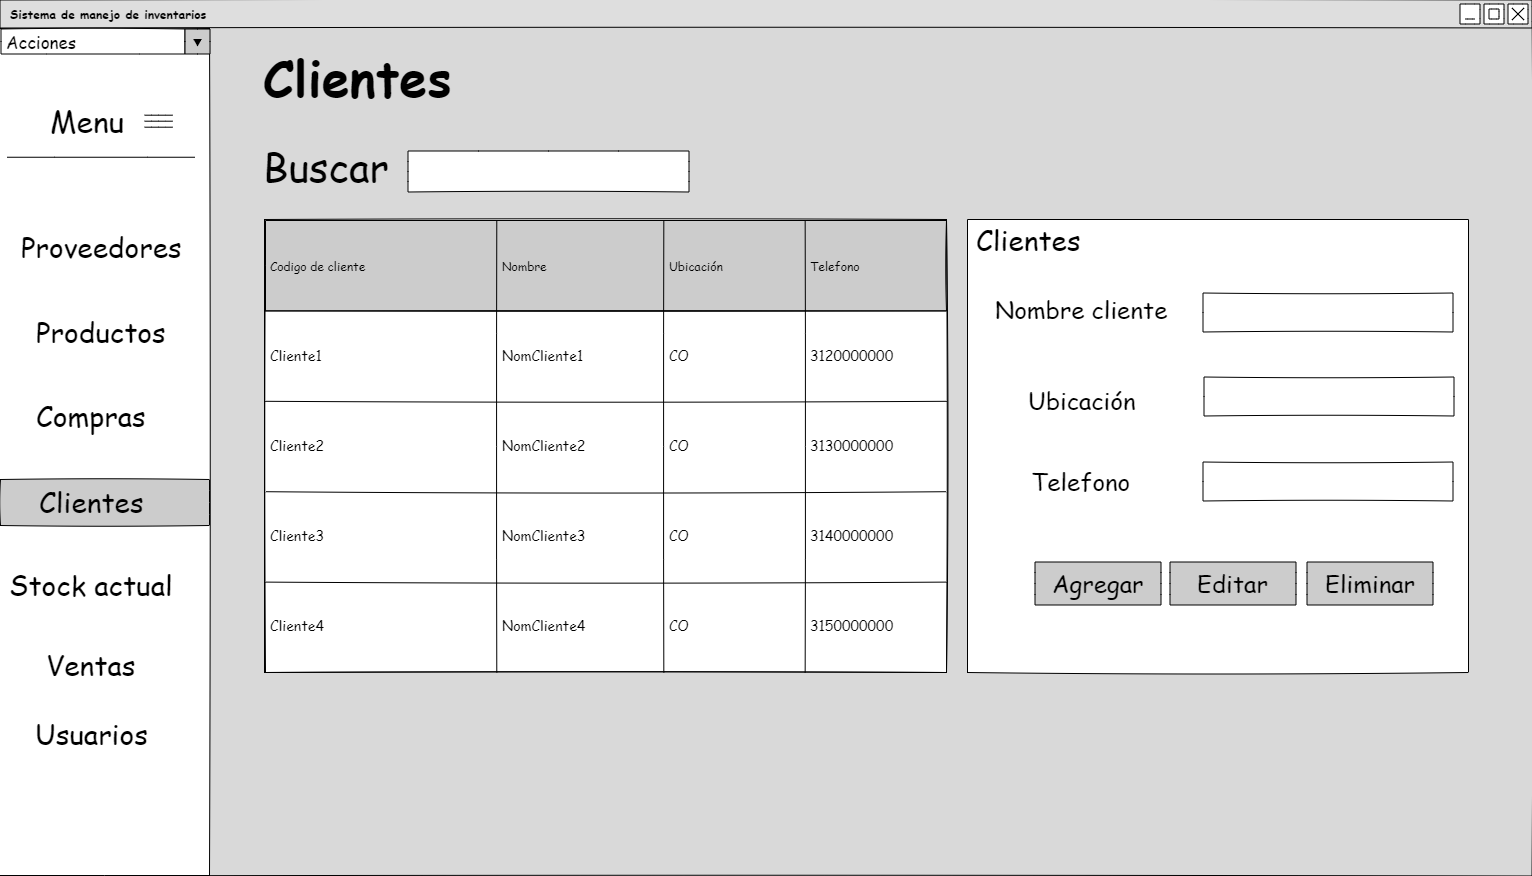 Sistema de manejo de inventarios
Acciones
Menu
Proveedores
Productos
Compras
Clientes
Stock actual
Ventas
Usuarios
Clientes
Buscar
Codigo de cliente Nombre Ubicación Telefono
Cliente1 NomCliente1 CO 3120000000
Cliente2 NomCliente2 CO 3130000000
Cliente3 NomCliente3 CO 3140000000
Cliente4 NomCliente4 CO 3150000000
Clientes
Nombre cliente
Ubicación
Telefono
Agregar Editar Eliminar